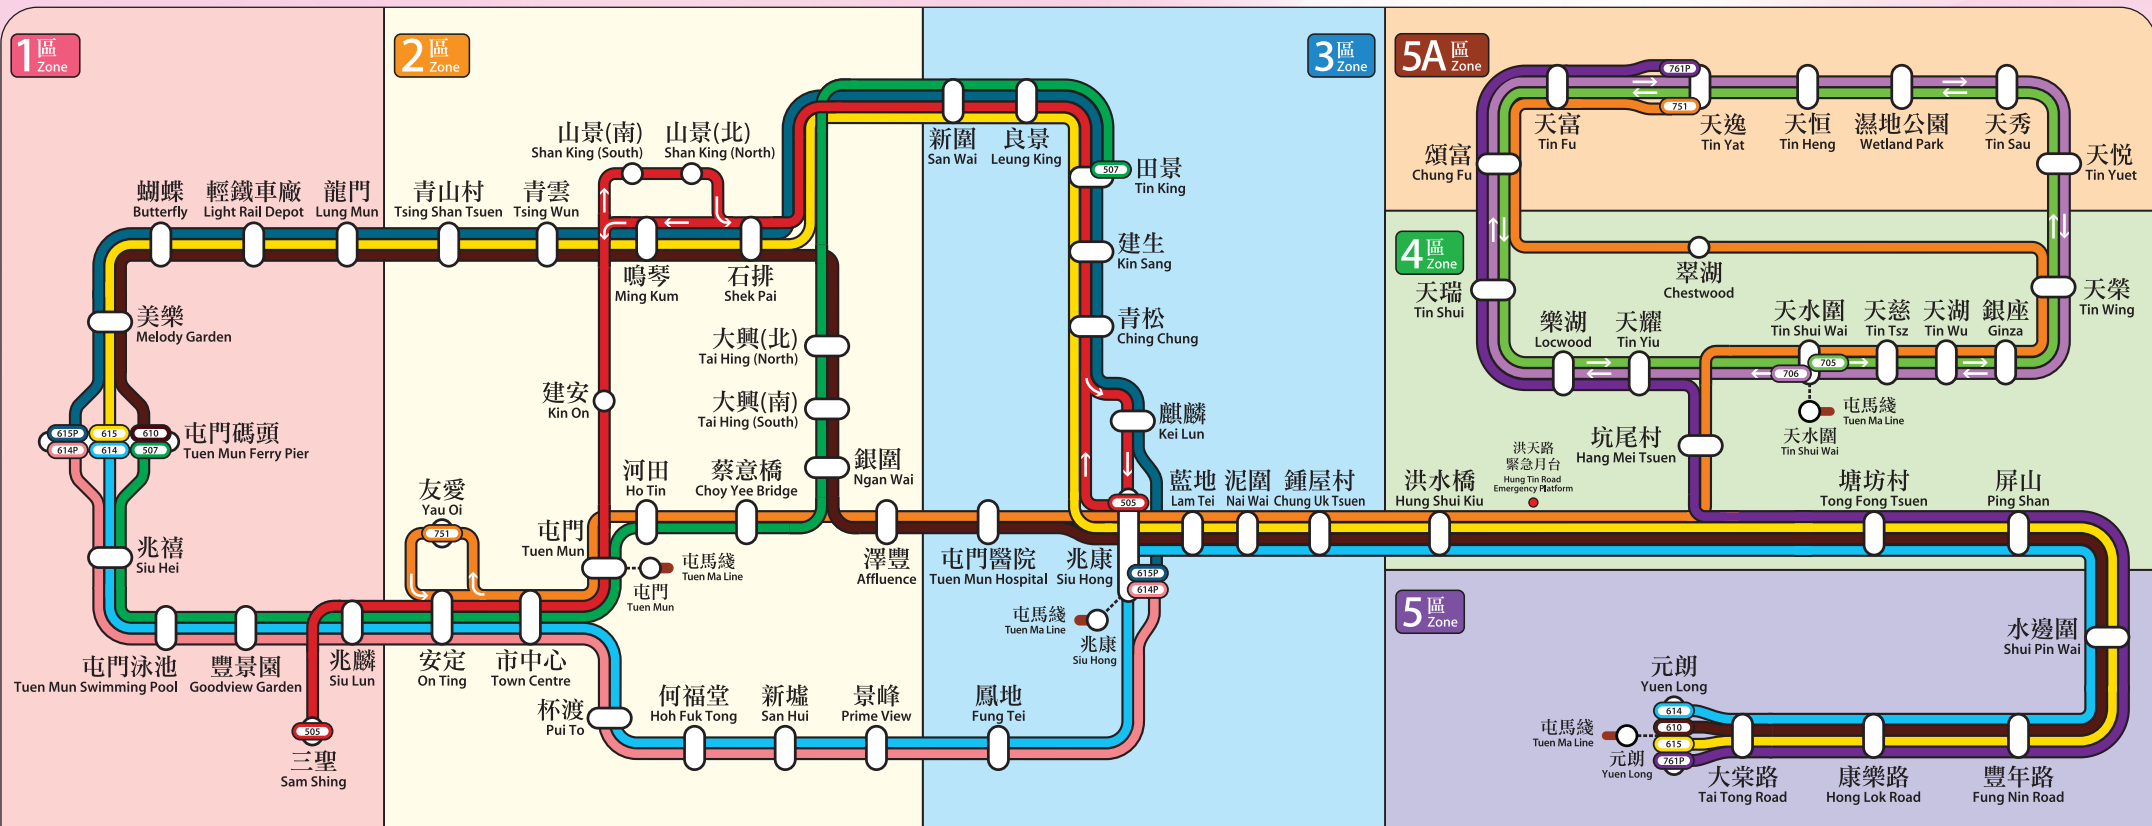 1區
Zone
2區
Zone
3區
Zone
5A區
Zone
4區
Zone
5區
Zone
蝴蝶
Butterfly
輕鐵車廠
Light Rail Depot
龍門
Lung Mun
青山村
Tsing Shan Tsuen
青雲
Tsing Wun
山景(南)
Shan King (South)
山景(北)
Shan King (North)
鳴琴
Ming Kum
石排
Shek Pai
美樂
Melody Garden
615P
615
610
614P
614
507
屯門碼頭
Tuen Mun Ferry Pier
兆禧
Siu Hei
屯門泳池
Tuen Mun Swimming Pool
豐景園
Goodview Garden
兆麟
Siu Lun
505
三聖
Sam Shing
大興(北)
Tai Hing (North)
大興(南)
Tai Hing (South)
建安
Kin On
銀圍
Ngan Wai
河田
Ho Tin
蔡意橋
Choy Yee Bridge
友愛
Yau Oi
751
屯門
Tuen Mun
屯馬綫
Tuen Ma Line
屯門
Tuen Mun
安定
On Ting
市中心
Town Centre
杯渡
Pui To
何福堂
Hoh Fuk Tong
新墟
San Hui
景峰
Prime View
鳳地
Fung Tei
澤豐
Affluence
屯門醫院
Tuen Mun Hospital
兆康
Siu Hong
新圍
San Wai
良景
Leung King
507
田景
Tin King
建生
Kin Sang
青松
Ching Chung
麒麟
Kei Lun
505
615P
614P
屯馬綫
Tuen Ma Line
兆康
Siu Hong
藍地
Lam Tei
泥圍
Nai Wai
鍾屋村
Chung Uk Tsuen
洪水橋
Hung Shui Kiu
洪天路
緊急月台
Hung Tin Road
Emergency Platform
761P
751
天富
Tin Fu
天逸
Tin Yat
天恒
Tin Heng
濕地公園
Wetland Park
天秀
Tin Sau
頌富
Chung Fu
天悦
Tin Yuet
天瑞
Tin Shui
翠湖
Chestwood
天榮
Tin Wing
樂湖
Locwood
天耀
Tin Yiu
天水圍
Tin Shui Wai
天慈
Tin Tsz
天湖
Tin Wu
銀座
Ginza
705
706
屯馬綫
Tuen Ma Line
天水圍
Tin Shui Wai
坑尾村
Hang Mei Tsuen
塘坊村
Tong Fong Tsuen
屏山
Ping Shan
水邊圍
Shui Pin Wai
元朗
Yuen Long
614
610
615
761P
屯馬綫
Tuen Ma Line
元朗
Yuen Long
大棠路
Tai Tong Road
康樂路
Hong Lok Road
豐年路
Fung Nin Road